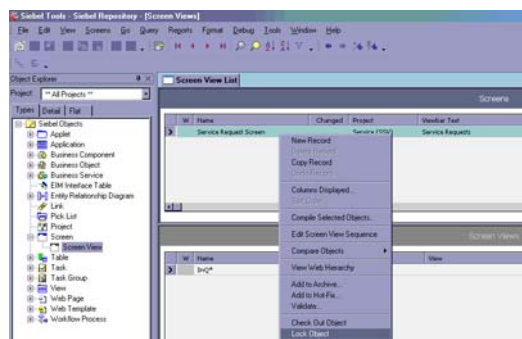 Siebel Tools - Siebel Repository - [Screen Views]
File Edit View Screens Go Query Reports Format Debug Tools Window Help
Object Explorer
Project: ** All Projects **
Types Detail Flat
Siebel Objects
Applet
Application
Business Component
Business Object
Business Service
EIM Interface Table
Entity Relationship Diagram
Link
Pick List
Project
Screen
Screen View
Table
Task
Task Group
View
Web Page
Web Template
Workflow Process
Screen View List
Screens
W Name Changed Project Viewbar Text
Service Request Screen Service (SSV) Service Requests
New Record
Copy Record
Columns Displayed...
Compile Selected Objects...
Edit Screen View Sequence
Compare Objects
View Web Hierarchy
Add to Archive...
Add to Hot-Fix...
Validate...
Check Out Object
Lock Object
Screen Views
W Name View
InQ*